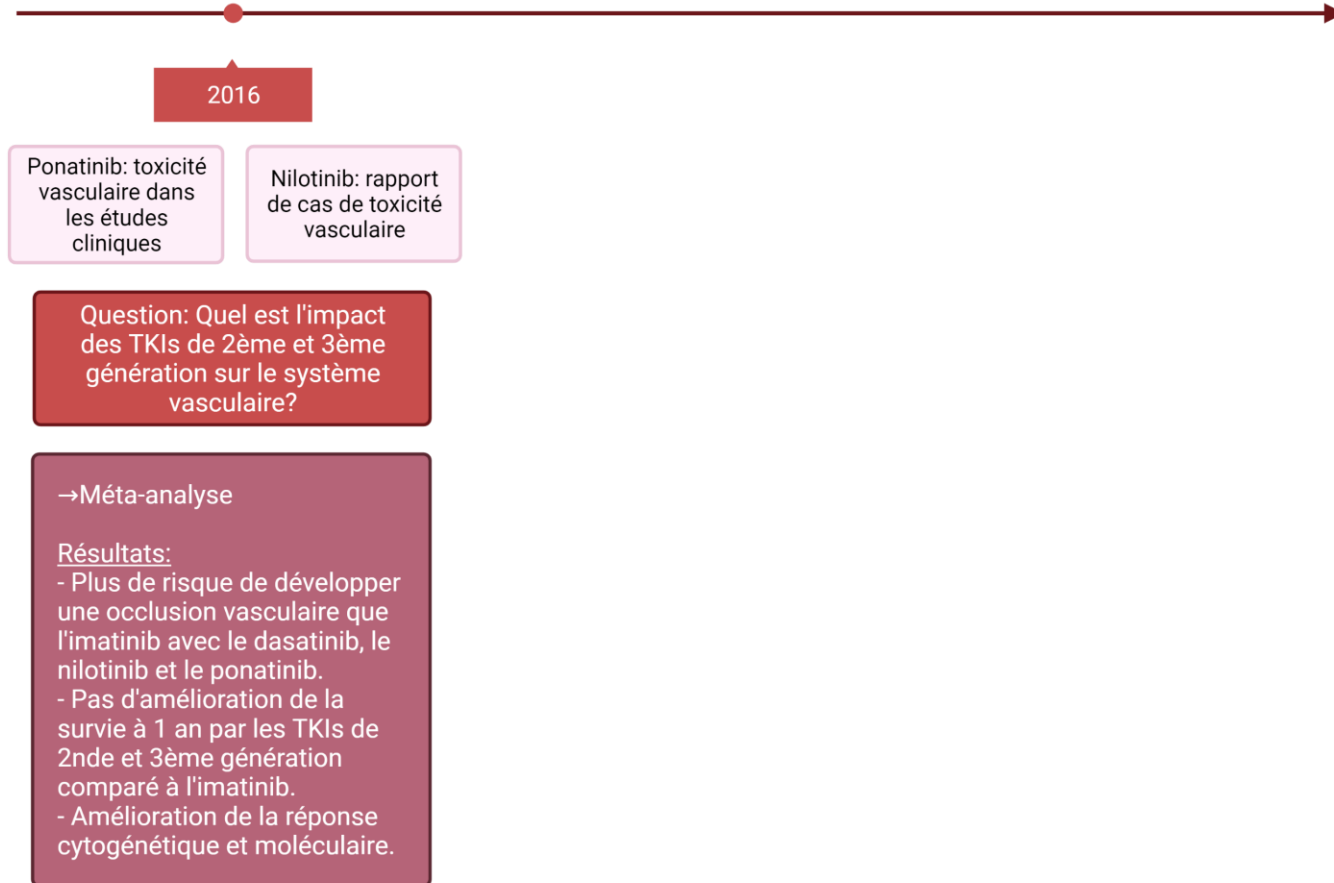 2016
Ponatinib: toxicité
vasculaire dans
les études
cliniques
Nilotinib: rapport
de cas de toxicité
vasculaire
Question: Quel est l'impact
des TKIs de 2ème et 3ème
génération sur le système
vasculaire?
→Méta-analyse
Résultats:
- Plus de risque de développer
une occlusion vasculaire que
l'imatinib avec le dasatinib, le
nilotinib et le ponatinib.
- Pas d'amélioration de la
survie à 1 an par les TKIs de
2nde et 3ème génération
comparé à l'imatinib.
- Amélioration de la réponse
cytogénétique et moléculaire.